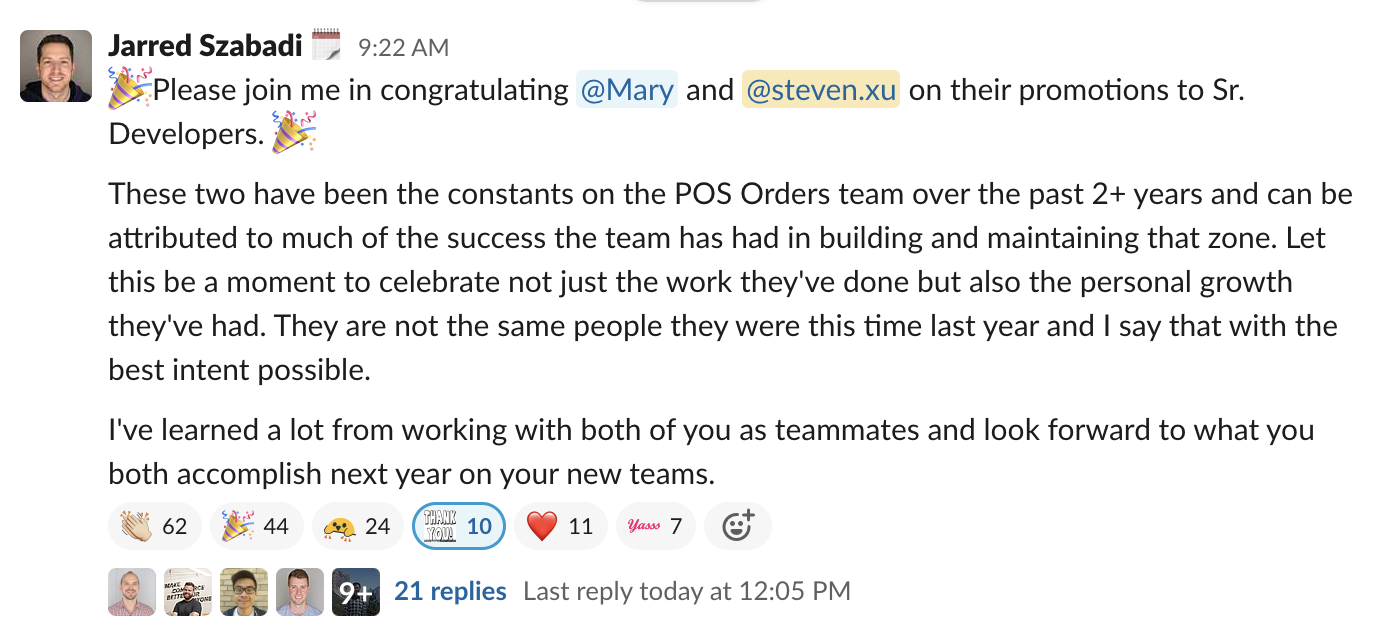 Jarred Szabadi 9:22 AM
Please join me in congratulating @Mary and @steven.xu on their promotions to Sr.
Developers.
These two have been the constants on the POS Orders team over the past 2+ years and can be
attributed to much of the success the team has had in building and maintaining that zone. Let
this be a moment to celebrate not just the work they've done but also the personal growth
they've had. They are not the same people they were this time last year and I say that with the
best intent possible.
I've learned a lot from working with both of you as teammates and look forward to what you
both accomplish next year on your new teams.
62 44 24 THANK YOU! 10 11 Yasss 7
9+ 21 replies Last reply today at 12:05 PM